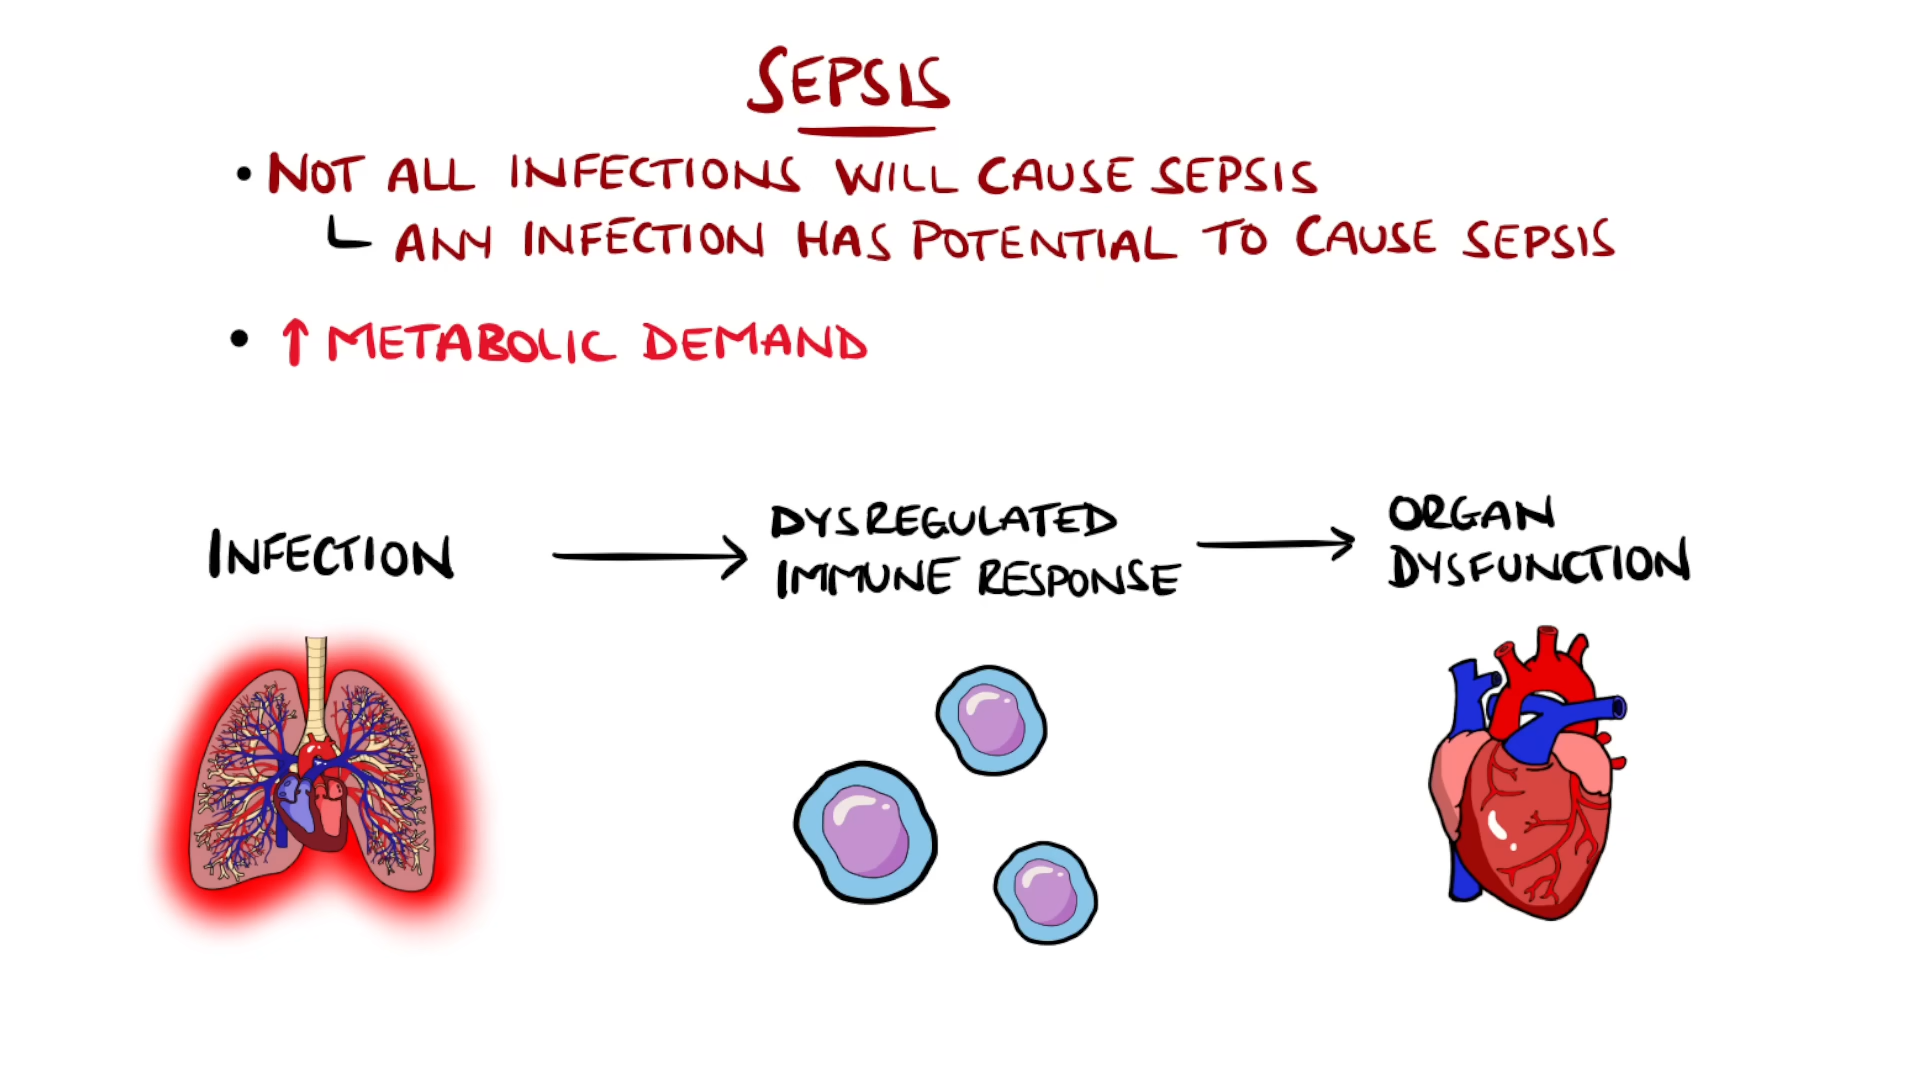 SEPSIS
• NOT ALL INFECTIONS WILL CAUSE SEPSIS
ANY INFECTION HAS POTENTIAL TO CAUSE SEPSIS
• ↑ METABOLIC DEMAND
INFECTION → DYSREGULATED IMMUNE RESPONSE → ORGAN DYSFUNCTION